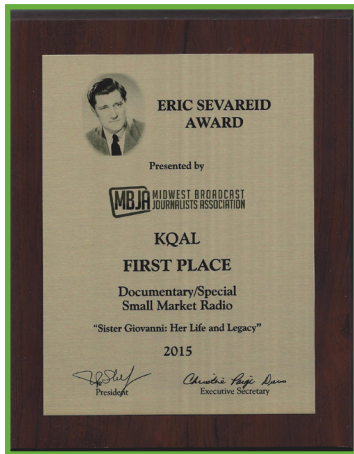 ERIC SEVAREID
AWARD
Presented by
MBJA MIDWEST BROADCAST
JOURNALISTS ASSOCIATION
KQAL
FIRST PLACE
Documentary/Special
Small Market Radio
"Sister Giovanni: Her Life and Legacy"
2015
President
Executive Secretary